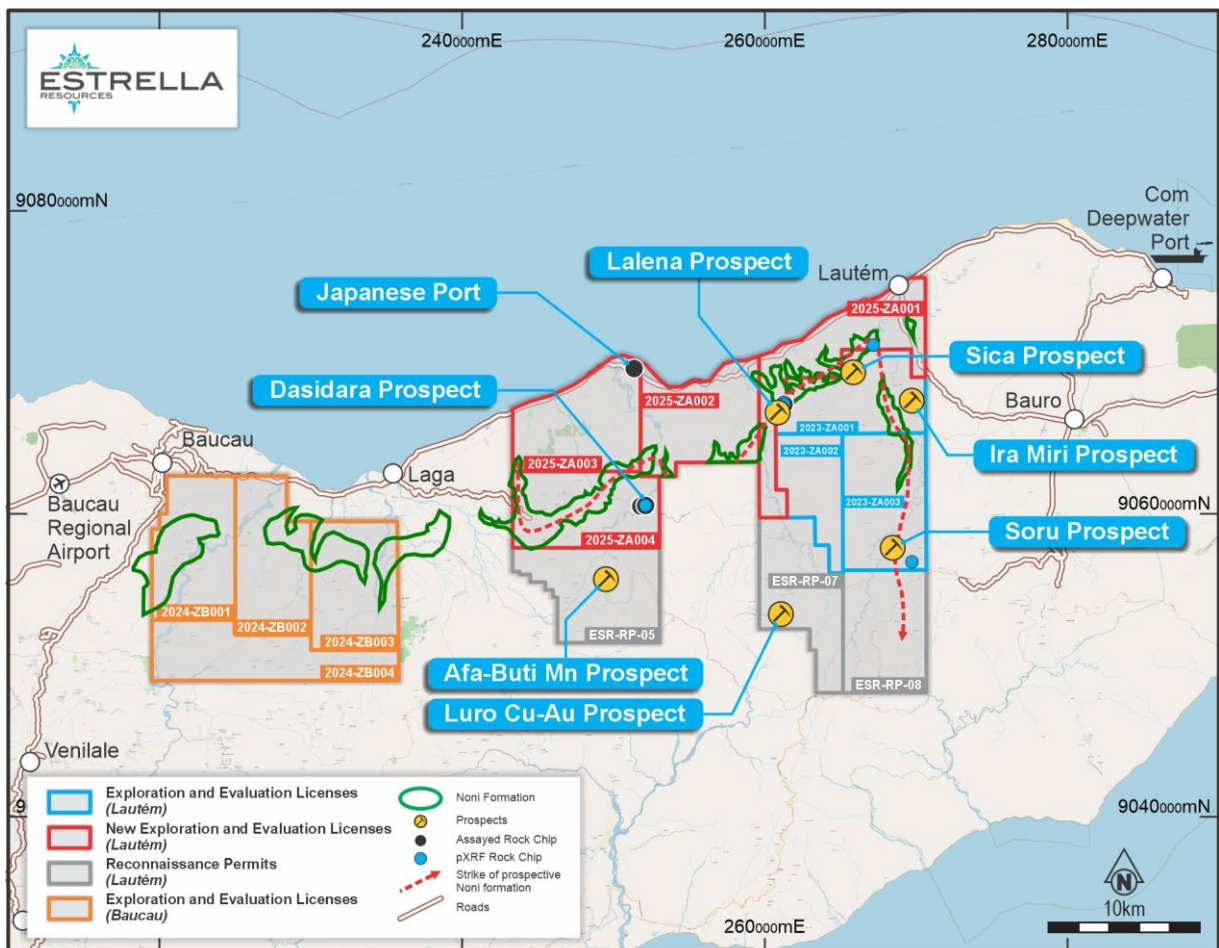 ESTRELLA
RESOURCES
240000mE
260000mE
280000mE
9080000mN
Com
Deepwater
Port
Lalena Prospect
Lautém
Japanese Port
2025-ZA001
Sica Prospect
Dasidara Prospect
2025-ZA002
Bauro
Baucau
2023-ZA001
2023-ZA002
Ira Miri Prospect
Laga
2025-ZA003
2023-ZA003
Baucau
Regional
Airport
9060000mN
Soru Prospect
2025-ZA004
ESR-RP-07
2024-ZB001
2024-ZB002
2024-ZB003
2024-ZB004
ESR-RP-05
Afa-Buti Mn Prospect
ESR-RP-08
Luro Cu-Au Prospect
Venilale
9
9040000mN
Exploration and Evaluation Licenses
(Lautém)
New Exploration and Evaluation Licenses
(Lautém)
Reconnaissance Permits
(Lautém)
Exploration and Evaluation Licenses
(Baucau)
Noni Formation
Prospects
Assayed Rock Chip
pXRF Rock Chip
Strike of prospective
Noni formation
Roads
260000mE
N
10km